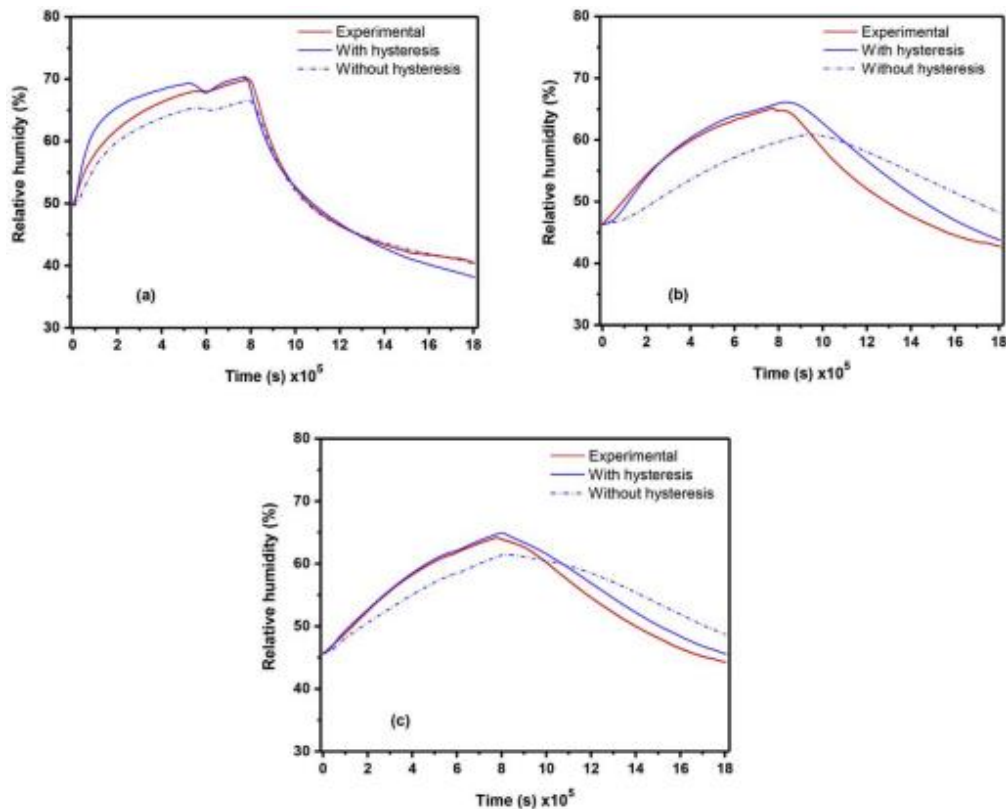 80
70
60
50
40
30
Relative humidity (%)
Experimental
With hysteresis
Without hysteresis
(a)
0 2 4 6 8 10 12 14 16 18
Time (s) x10⁵
80
70
60
50
40
30
Relative humidity (%)
Experimental
With hysteresis
Without hysteresis
(b)
0 2 4 6 8 10 12 14 16 18
Time (s) x10⁵
80
70
60
50
40
30
Relative humidity (%)
Experimental
With hysteresis
Without hysteresis
(c)
0 2 4 6 8 10 12 14 16 18
Time (s) x10⁵